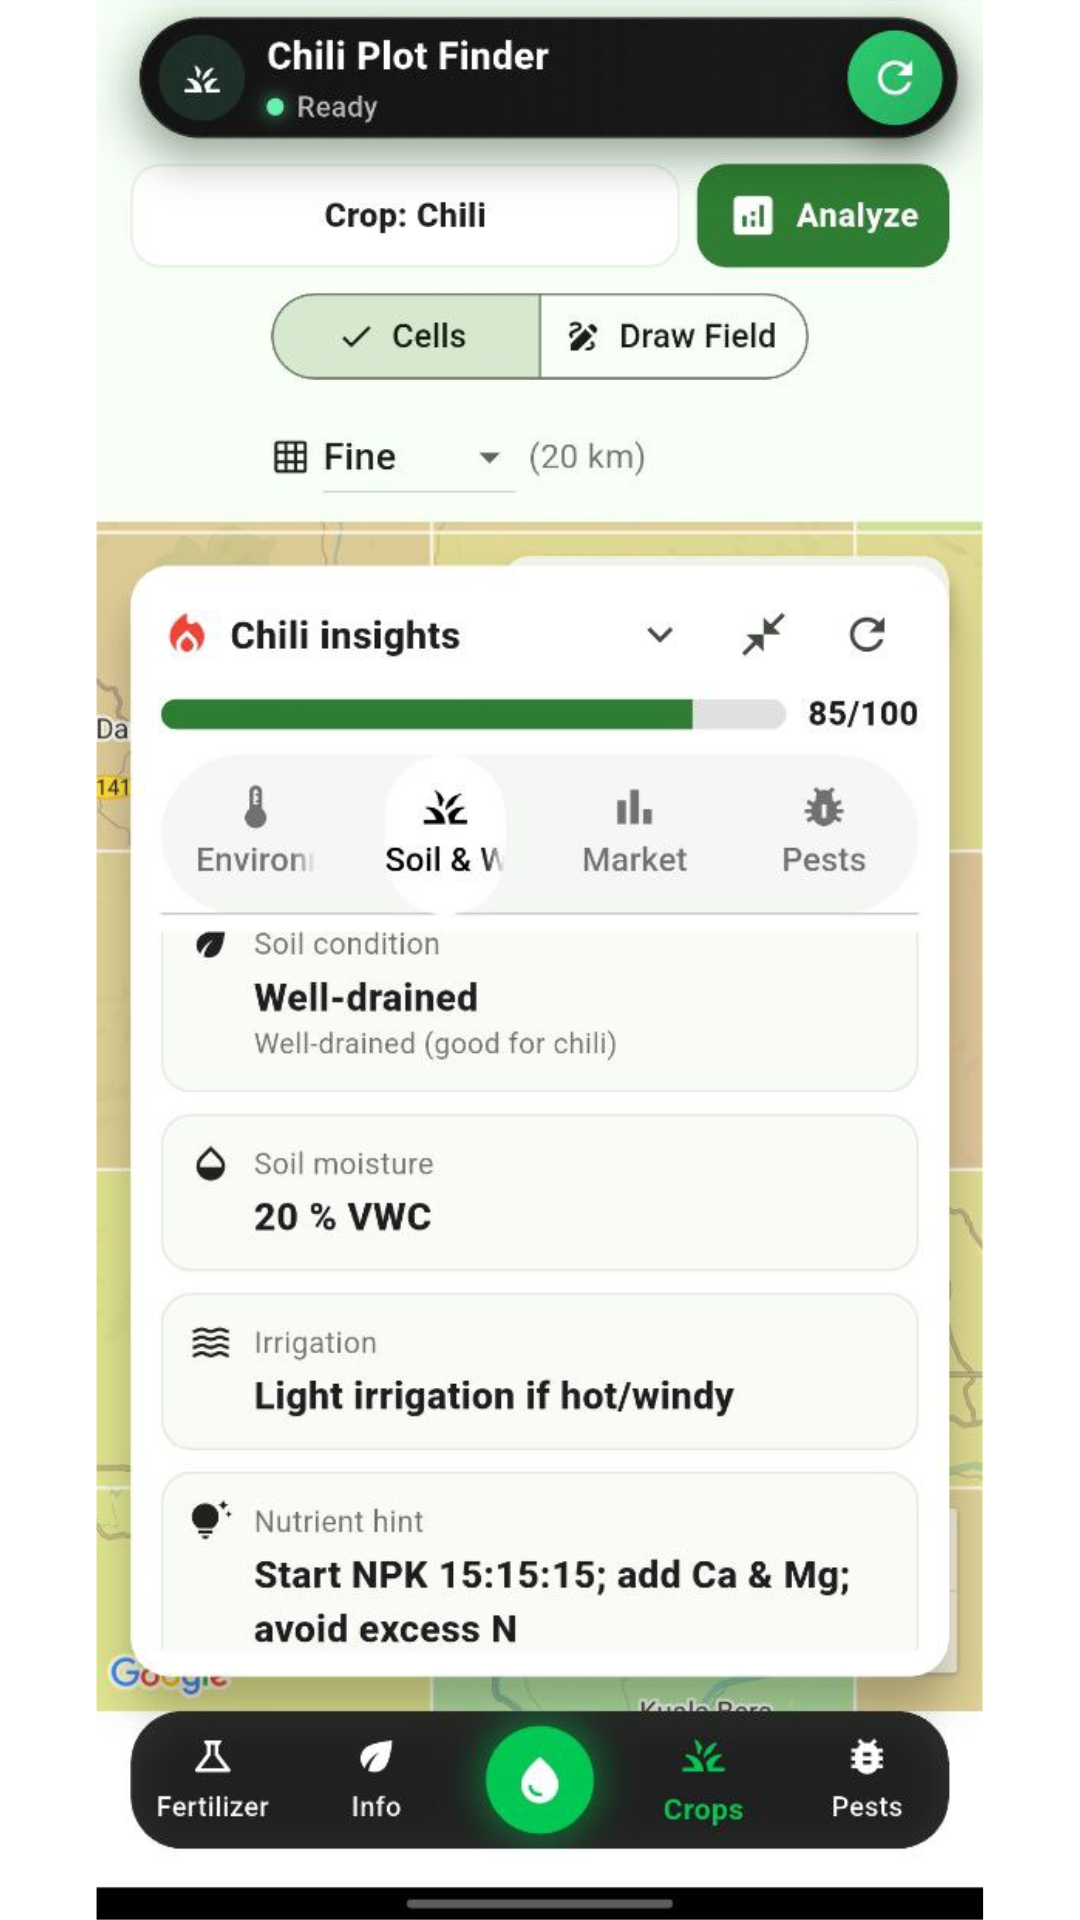 Chili Plot Finder
Ready
Crop: Chili
Analyze
Cells
Draw Field
Fine
(20 km)
Chili insights
85/100
Da
141
Environ
Soil & W
Market
Pests
Soil condition
Well-drained
Well-drained (good for chili)
Soil moisture
20 % VWC
Irrigation
Light irrigation if hot/windy
Nutrient hint
Start NPK 15:15:15; add Ca & Mg;
avoid excess N
Google
Kuala Bera
Fertilizer
Info
Crops
Pests